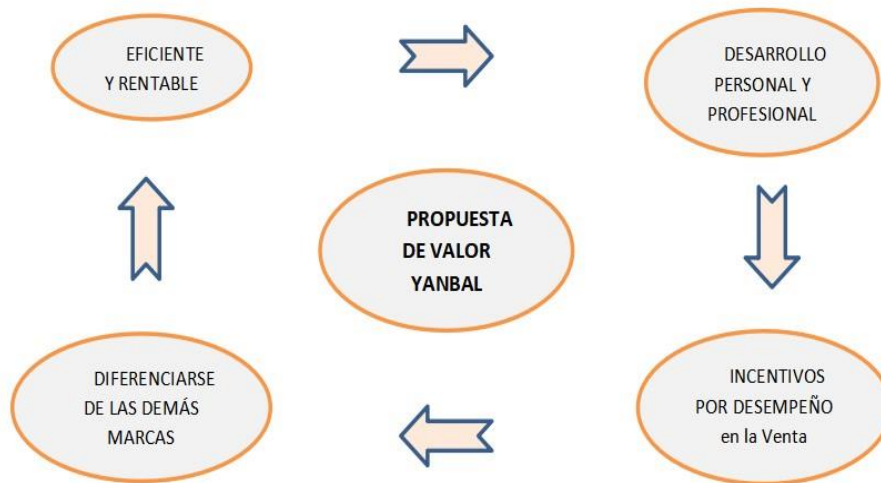 EFICIENTE
Y RENTABLE
DESARROLLO
PERSONAL Y
PROFESIONAL
PROPUESTA
DE VALOR
YANBAL
DIFERENCIARSE
DE LAS DEMÁS
MARCAS
INCENTIVOS
POR DESEMPEÑO
en la Venta